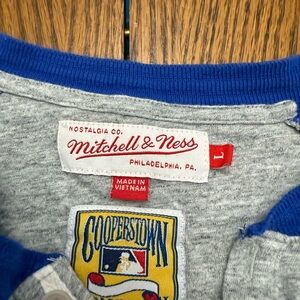 NOSTALGIA CO.
Mitchell & Ness
PHILADELPHIA, PA.
L
MADE IN
VIETNAM
COOPERSTOWN